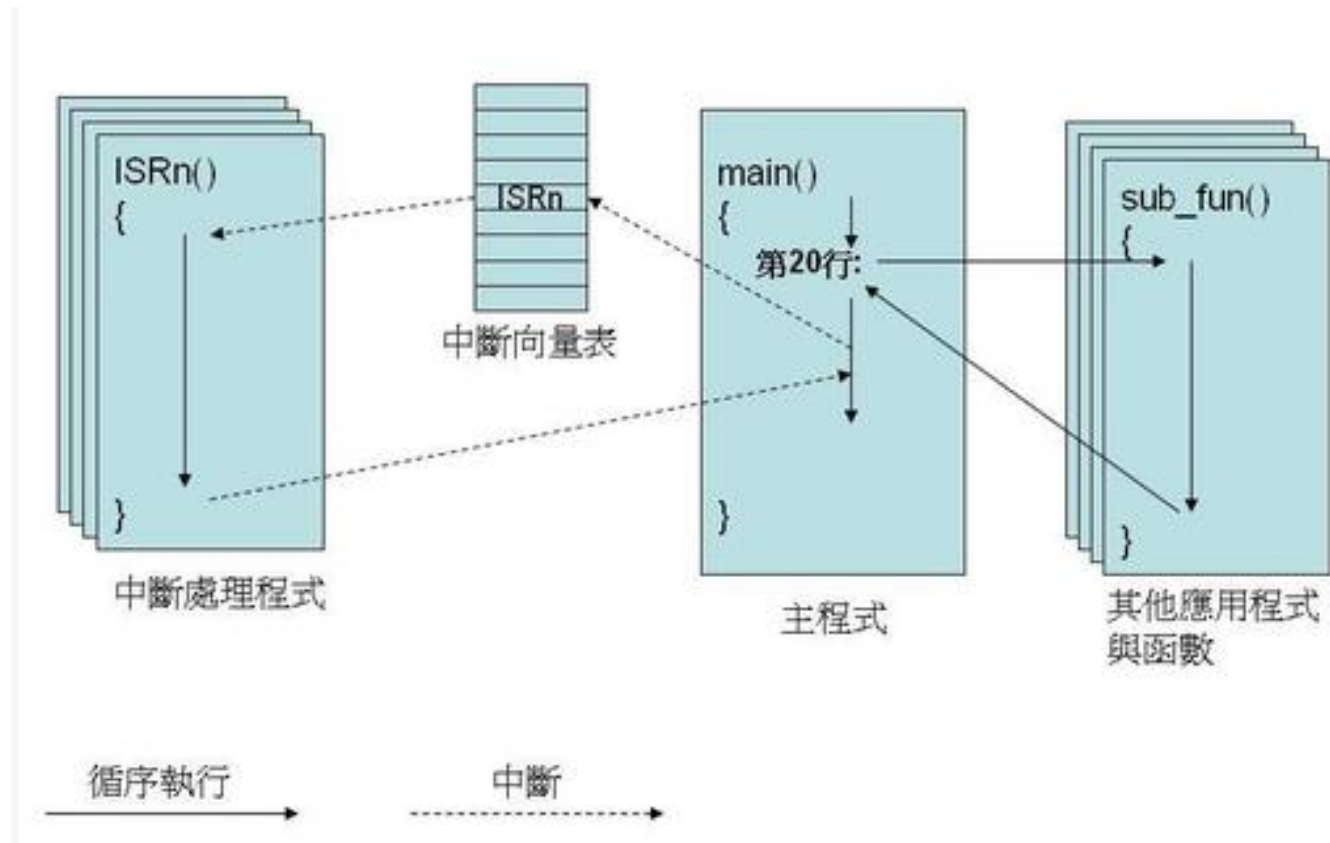 ISRn()
{
}
中斷處理程式
ISRn
中斷向量表
main()
{
第20行:
}
主程式
sub_fun()
{
}
其他應用程式
與函數
循序執行
中斷